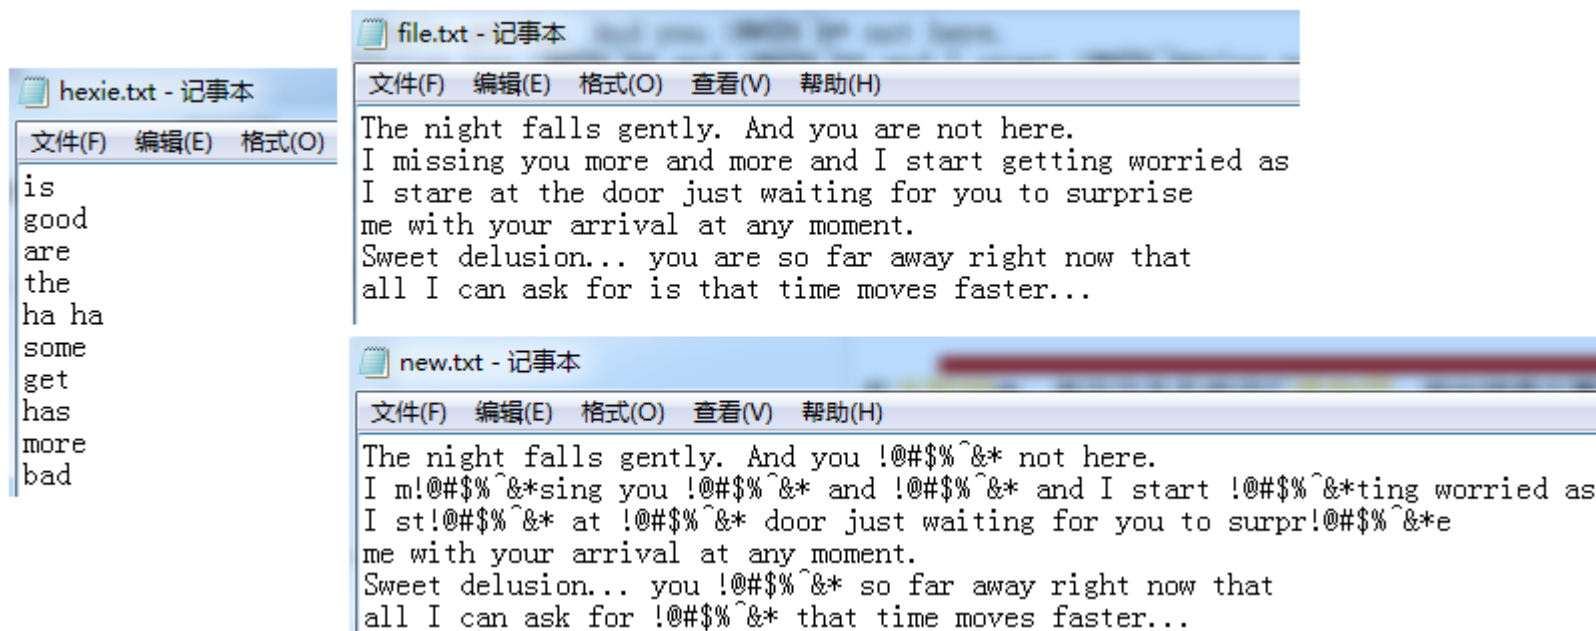 hexie.txt - 记事本
文件(F) 编辑(E) 格式(O)
is
good
are
the
ha ha
some
get
has
more
bad
file.txt - 记事本
文件(F) 编辑(E) 格式(O) 查看(V) 帮助(H)
The night falls gently. And you are not here.
I missing you more and more and I start getting worried as
I stare at the door just waiting for you to surprise
me with your arrival at any moment.
Sweet delusion... you are so far away right now that
all I can ask for is that time moves faster...
new.txt - 记事本
文件(F) 编辑(E) 格式(O) 查看(V) 帮助(H)
The night falls gently. And you !@#$%^&* not here.
I m!@#$%^&*sing you !@#$%^&* and !@#$%^&* and I start !@#$%^&*ting worried as
I st!@#$%^&* at !@#$%^&* door just waiting for you to surpr!@#$%^&*e
me with your arrival at any moment.
Sweet delusion... you !@#$%^&* so far away right now that
all I can ask for !@#$%^&* that time moves faster...